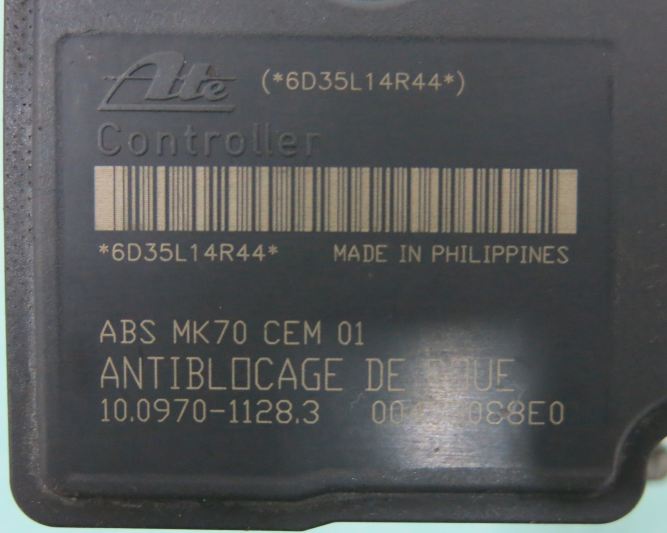 Ate (*6D35L14R44*)
Controller
*6D35L14R44* MADE IN PHILIPPINES
ABS MK70 CEM 01
ANTIBLOCAGE DE
10.0970-1128.3